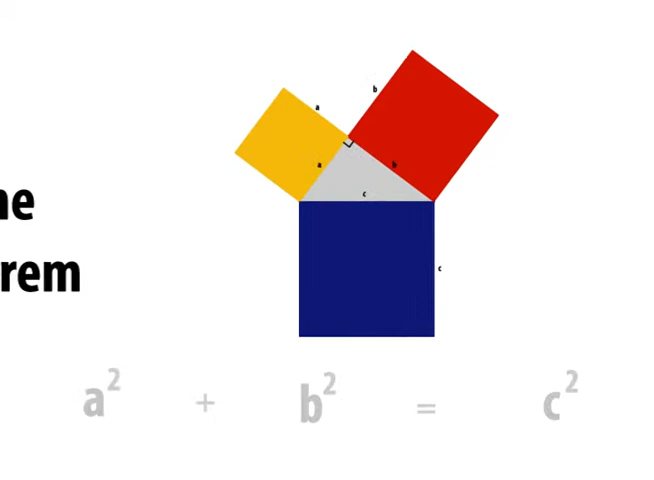 ne
rem
a
b
a
b
c
c
a² + b² = c²